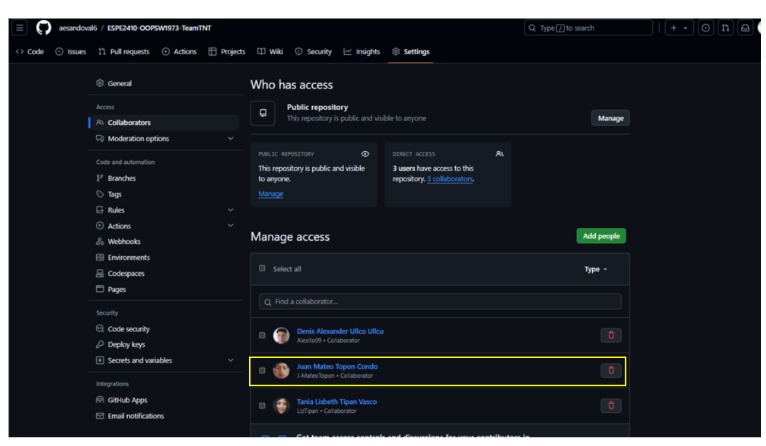 aesandoval6 / ESPE2410-OOPSW1973-TeamTNT
Type / to search
Code Issues Pull requests Actions Projects Wiki Security Insights Settings
General
Access
Collaborators
Moderation options
Code and automation
Branches
Tags
Rules
Actions
Webhooks
Environments
Codespaces
Pages
Security
Code security
Deploy keys
Secrets and variables
Integrations
GitHub Apps
Email notifications
Who has access
Public repository
This repository is public and visible to anyone
Manage
PUBLIC REPOSITORY
This repository is public and visible
to anyone.
Manage
DIRECT ACCESS
3 users have access to this
repository. 3 collaborators.
Manage access
Add people
Select all
Type
Find a collaborator...
Denis Alexander Ullco Ullcu
Alexito09 • Collaborator
Juan Mateo Topon Condo
J-MateoTopon • Collaborator
Tania Lisbeth Tipan Vasco
LizTipan • Collaborator
Get team access controls and discussions for your contributors in